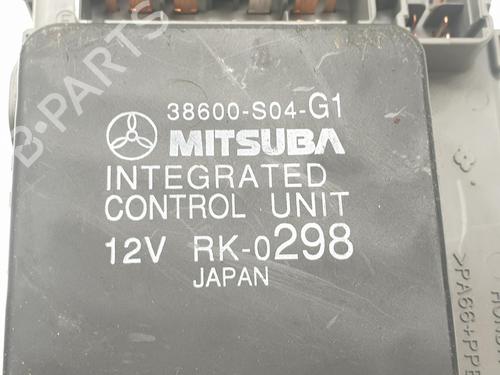 38600-S04-G1
MITSUBA
INTEGRATED
CONTROL UNIT
12V RK-0298
JAPAN
>PA66+PPE
B-Parts